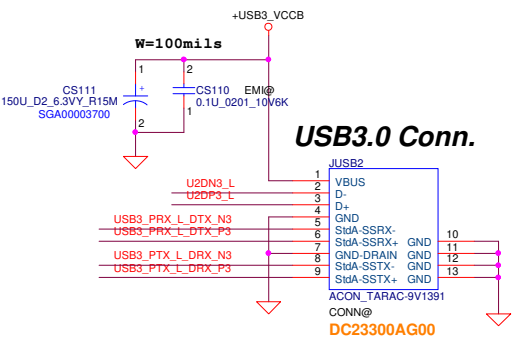 +USB3_VCCB
W=100mils
1
2
CS111
+
CS110
EMI@
150U_D2_6.3VY_R15M
0.1U_0201_10V6K
SGA00003700
2
1
USB3.0 Conn.
JUSB2
1 VBUS
U2DN3_L 2 D-
U2DP3_L 3 D+
4 GND
USB3_PRX_L_DTX_N3 5 StdA-SSRX-
USB3_PRX_L_DTX_P3 6 StdA-SSRX+ GND 10
7 GND-DRAIN GND 11
USB3_PTX_L_DRX_N3 8 StdA-SSTX- GND 12
USB3_PTX_L_DRX_P3 9 StdA-SSTX+ GND 13
ACON_TARAC-9V1391
CONN@
DC23300AG00